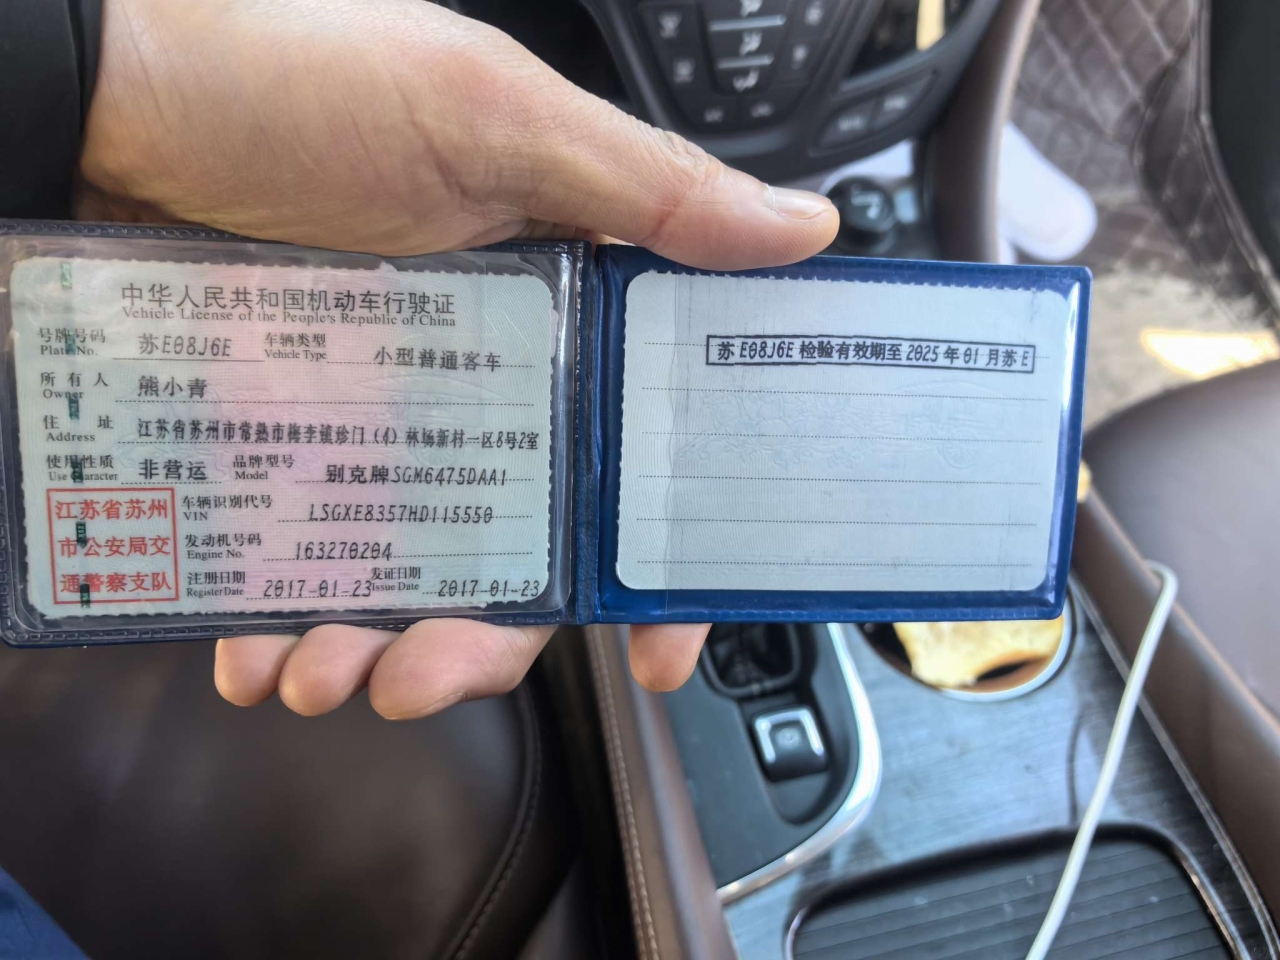 中华人民共和国机动车行驶证
Vehicle License of the People's Republic of China
号牌号码 苏E08J6E 车辆类型 小型普通客车
Plate No. Vehicle Type
所有人 熊小青
Owner
住址 江苏省苏州市常熟市梅李镇珍门(4)林场新村一区8号2室
Address
使用性质 非营运 品牌型号 别克牌SGM6475DAA1
Use Character Model
江苏省苏州
市公安局交
通警察支队
车辆识别代号 LSGXE8357HD115550
VIN
发动机号码 163270204
Engine No.
注册日期 2017-01-23 发证日期 2017-01-23
Register Date Issue Date
苏E08J6E检验有效期至2025年01月苏E